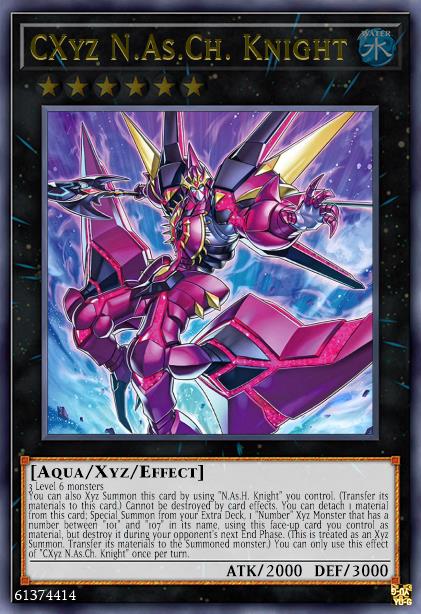 CXyz N.As.Ch. Knight
WATER
水
[Aqua/Xyz/Effect]
3 Level 6 monsters
You can also Xyz Summon this card by using "N.As.H. Knight" you control. (Transfer its
materials to this card.) Cannot be destroyed by card effects. You can detach 1 material
from this card; Special Summon from your Extra Deck, 1 "Number" Xyz Monster that has a
number between "101" and "107" in its name, using this face-up card you control as
material, but destroy it during your opponent's next End Phase. (This is treated as an Xyz
Summon. Transfer its materials to the Summoned monster.) You can only use this effect
of "CXyz N.As.Ch. Knight" once per turn.
ATK/2000 DEF/3000
61374414